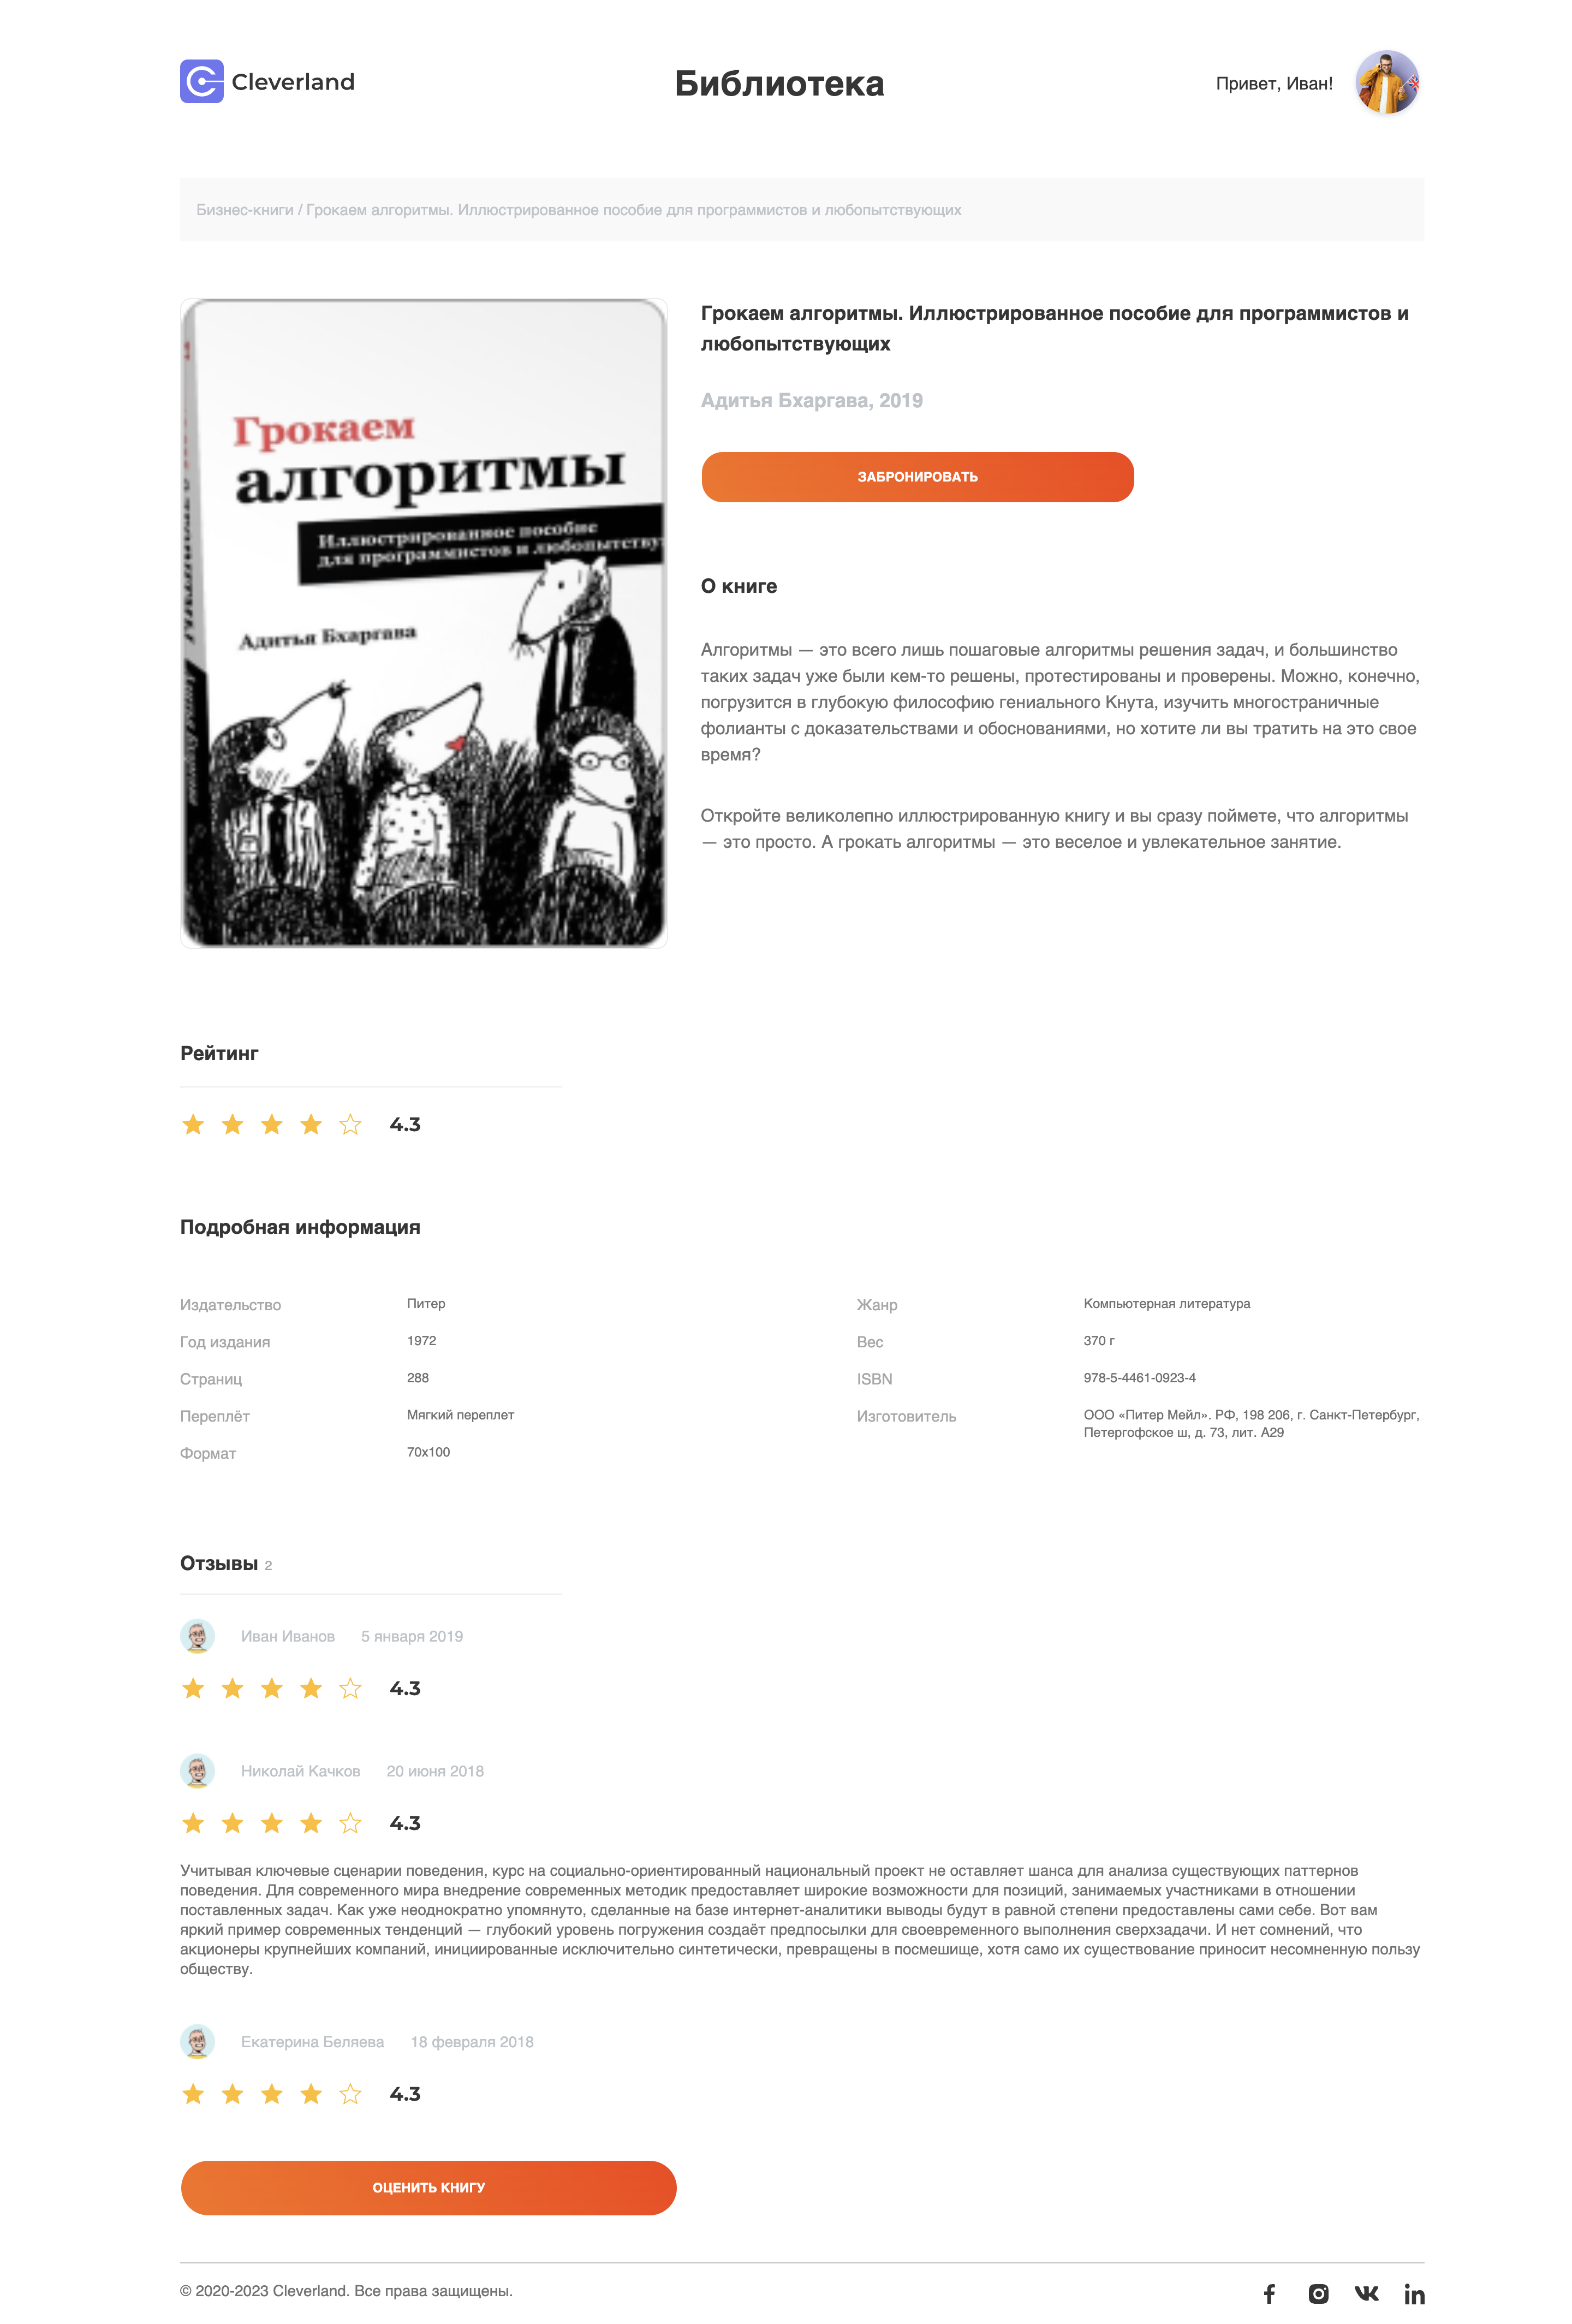 Cleverland
Библиотека
Привет, Иван!
Бизнес-книги / Грокаем алгоритмы. Иллюстрированное пособие для программистов и любопытствующих
Грокаем
алгоритмы
Иллюстрированное пособие
для программистов и любопытству
Адитья Бхаргава
Грокаем алгоритмы. Иллюстрированное пособие для программистов и
любопытствующих
Адитья Бхаргава, 2019
ЗАБРОНИРОВАТЬ
О книге
Алгоритмы — это всего лишь пошаговые алгоритмы решения задач, и большинство
таких задач уже были кем-то решены, протестированы и проверены. Можно, конечно,
погрузится в глубокую философию гениального Кнута, изучить многостраничные
фолианты с доказательствами и обоснованиями, но хотите ли вы тратить на это свое
время?
Откройте великолепно иллюстрированную книгу и вы сразу поймете, что алгоритмы
— это просто. А грокать алгоритмы — это веселое и увлекательное занятие.
Рейтинг
4.3
Подробная информация
Издательство Питер
Год издания 1972
Страниц 288
Переплёт Мягкий переплет
Формат 70х100
Жанр Компьютерная литература
Вес 370 г
ISBN 978-5-4461-0923-4
Изготовитель ООО «Питер Мейл». РФ, 198 206, г. Санкт-Петербург,
Петергофское ш, д. 73, лит. А29
Отзывы 2
Иван Иванов 5 января 2019
4.3
Николай Качков 20 июня 2018
4.3
Учитывая ключевые сценарии поведения, курс на социально-ориентированный национальный проект не оставляет шанса для анализа существующих паттернов
поведения. Для современного мира внедрение современных методик предоставляет широкие возможности для позиций, занимаемых участниками в отношении
поставленных задач. Как уже неоднократно упомянуто, сделанные на базе интернет-аналитики выводы будут в равной степени предоставлены сами себе. Вот вам
яркий пример современных тенденций — глубокий уровень погружения создаёт предпосылки для своевременного выполнения сверхзадачи. И нет сомнений, что
акционеры крупнейших компаний, инициированные исключительно синтетически, превращены в посмешище, хотя само их существование приносит несомненную пользу
обществу.
Екатерина Беляева 18 февраля 2018
4.3
ОЦЕНИТЬ КНИГУ
© 2020-2023 Cleverland. Все права защищены.